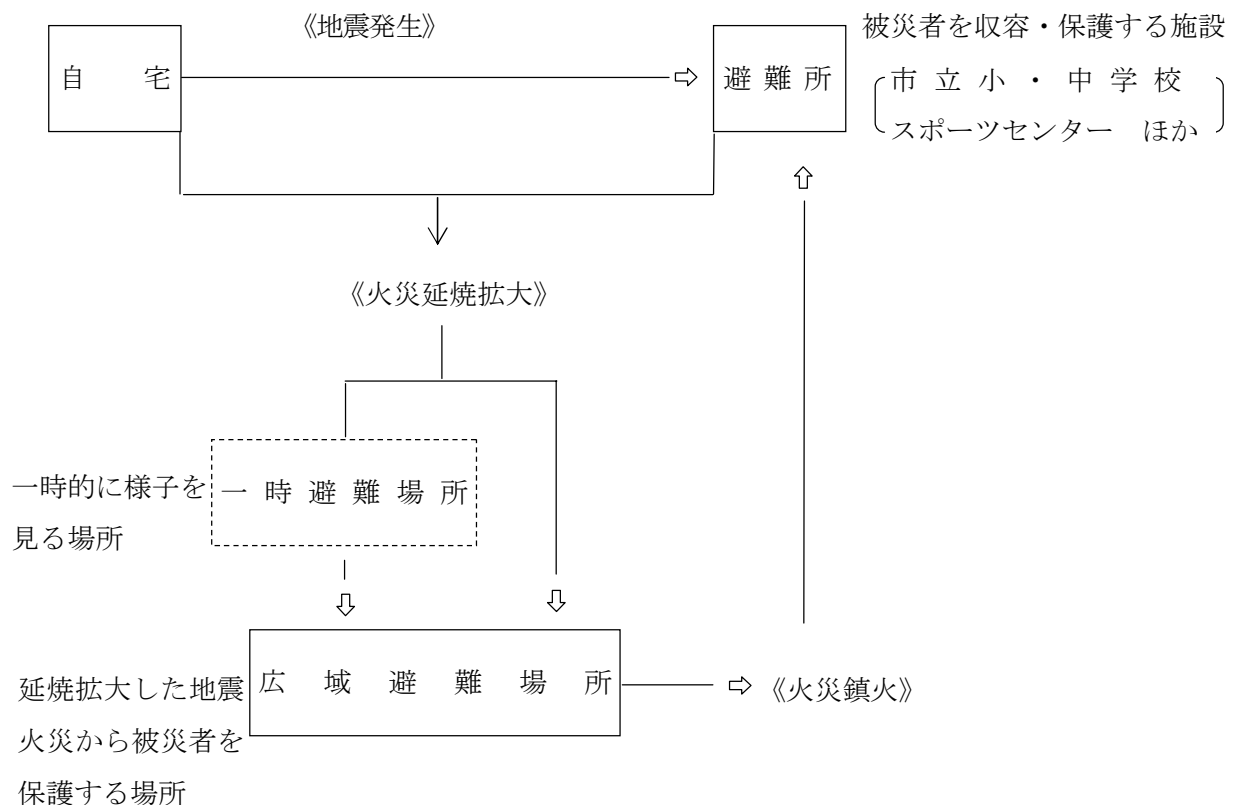 《地震発生》
被災者を収容・保護する施設
自宅
避難所
市立小・中学校
スポーツセンター ほか
《火災延焼拡大》
一時的に様子を
見る場所
一時避難場所
広域避難場所
延焼拡大した地震
火災から被災者を
保護する場所
《火災鎮火》